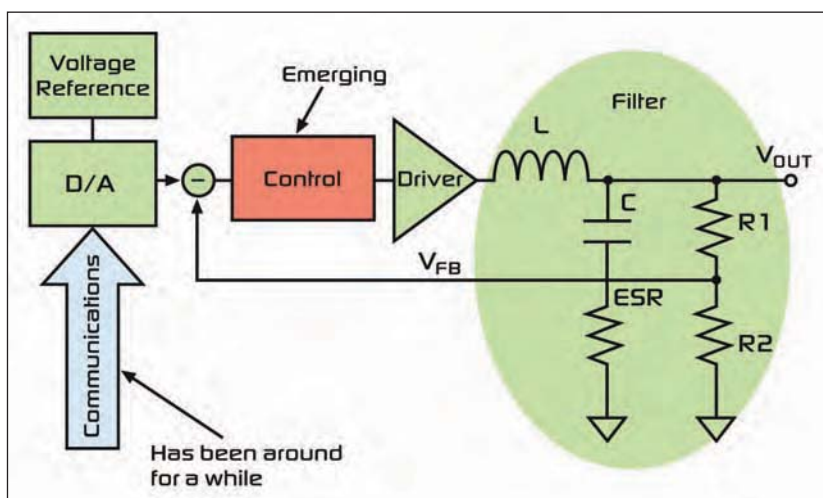 Voltage
Reference
D/A
Communications
Has been around
for a while
Emerging
Control
Driver
Filter
L
C
ESR
R1
R2
VOUT
VFB